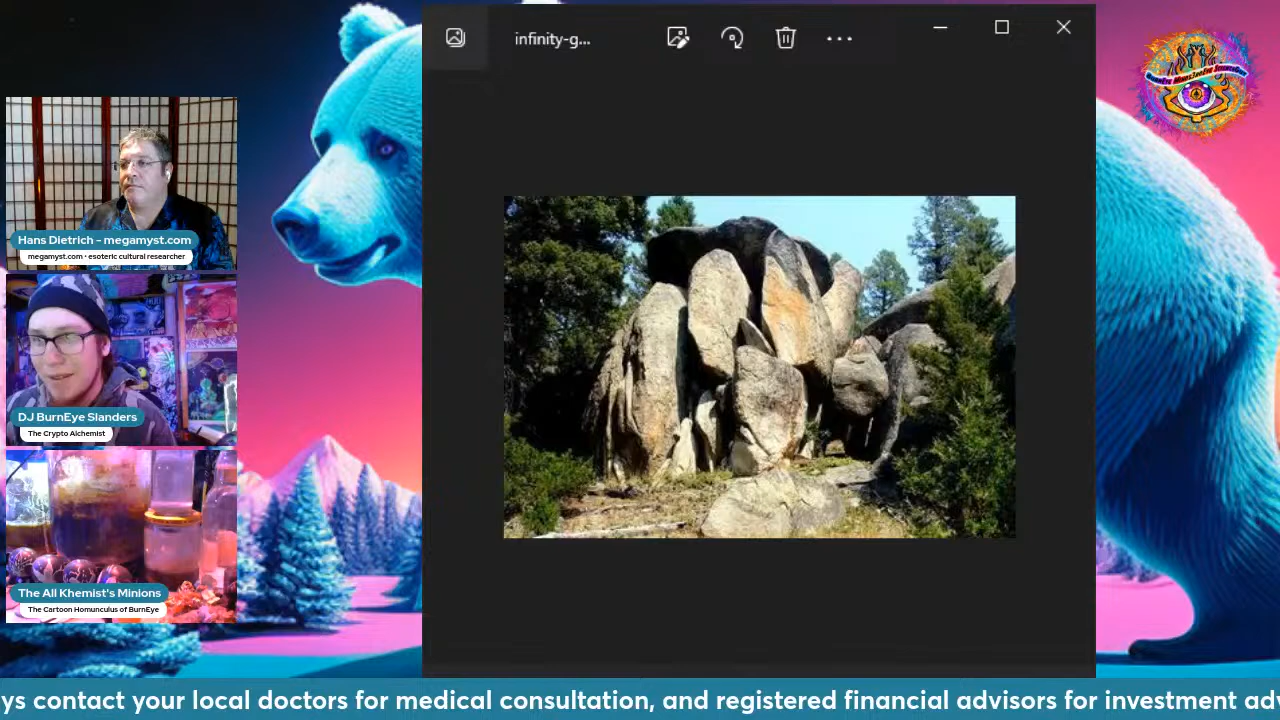 infinity-g...
Hans Dietrich - megamyst.com
megamyst.com • esoteric cultural researcher
DJ BurnEye Slanders
The Crypto Alchemist
The All Khemist's Minions
The Cartoon Homunculus of BurnEye
ys contact your local doctors for medical consultation, and registered financial advisors for investment ad